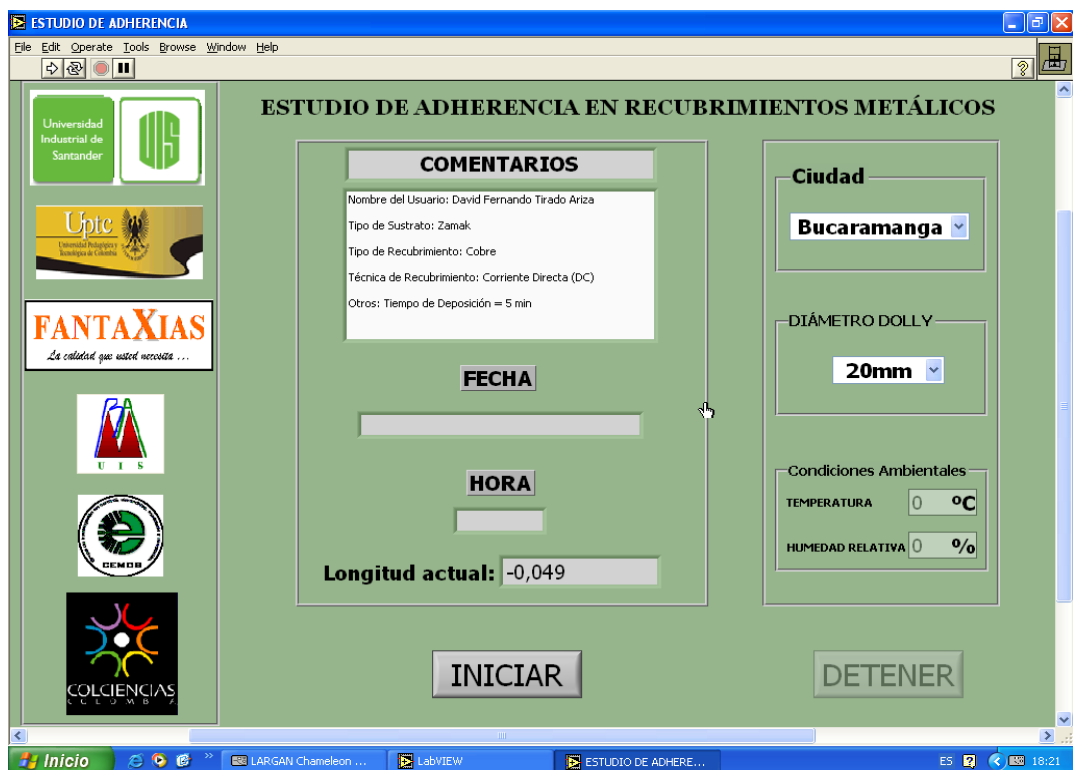 ESTUDIO DE ADHERENCIA
File Edit Operate Tools Browse Window Help
ESTUDIO DE ADHERENCIA EN RECUBRIMIENTOS METÁLICOS
Universidad
Industrial de
Santander
UIS
Uptc
Universidad Pedagógica y
Tecnológica de Colombia
FANTAXIAS
La calidad que usted necesita ...
U I S
CEMDB
COLCIENCIAS
COLOMBIA
COMENTARIOS
Nombre del Usuario: David Fernando Tirado Ariza
Tipo de Sustrato: Zamak
Tipo de Recubrimiento: Cobre
Técnica de Recubrimiento: Corriente Directa (DC)
Otros: Tiempo de Deposición = 5 min
FECHA
HORA
Longitud actual: -0,049
Ciudad
Bucaramanga
DIÁMETRO DOLLY
20mm
Condiciones Ambientales
TEMPERATURA 0 ºC
HUMEDAD RELATIVA 0 %
INICIAR
DETENER
Inicio » LARGAN Chameleon ... LabVIEW ESTUDIO DE ADHERE... ES 18:21